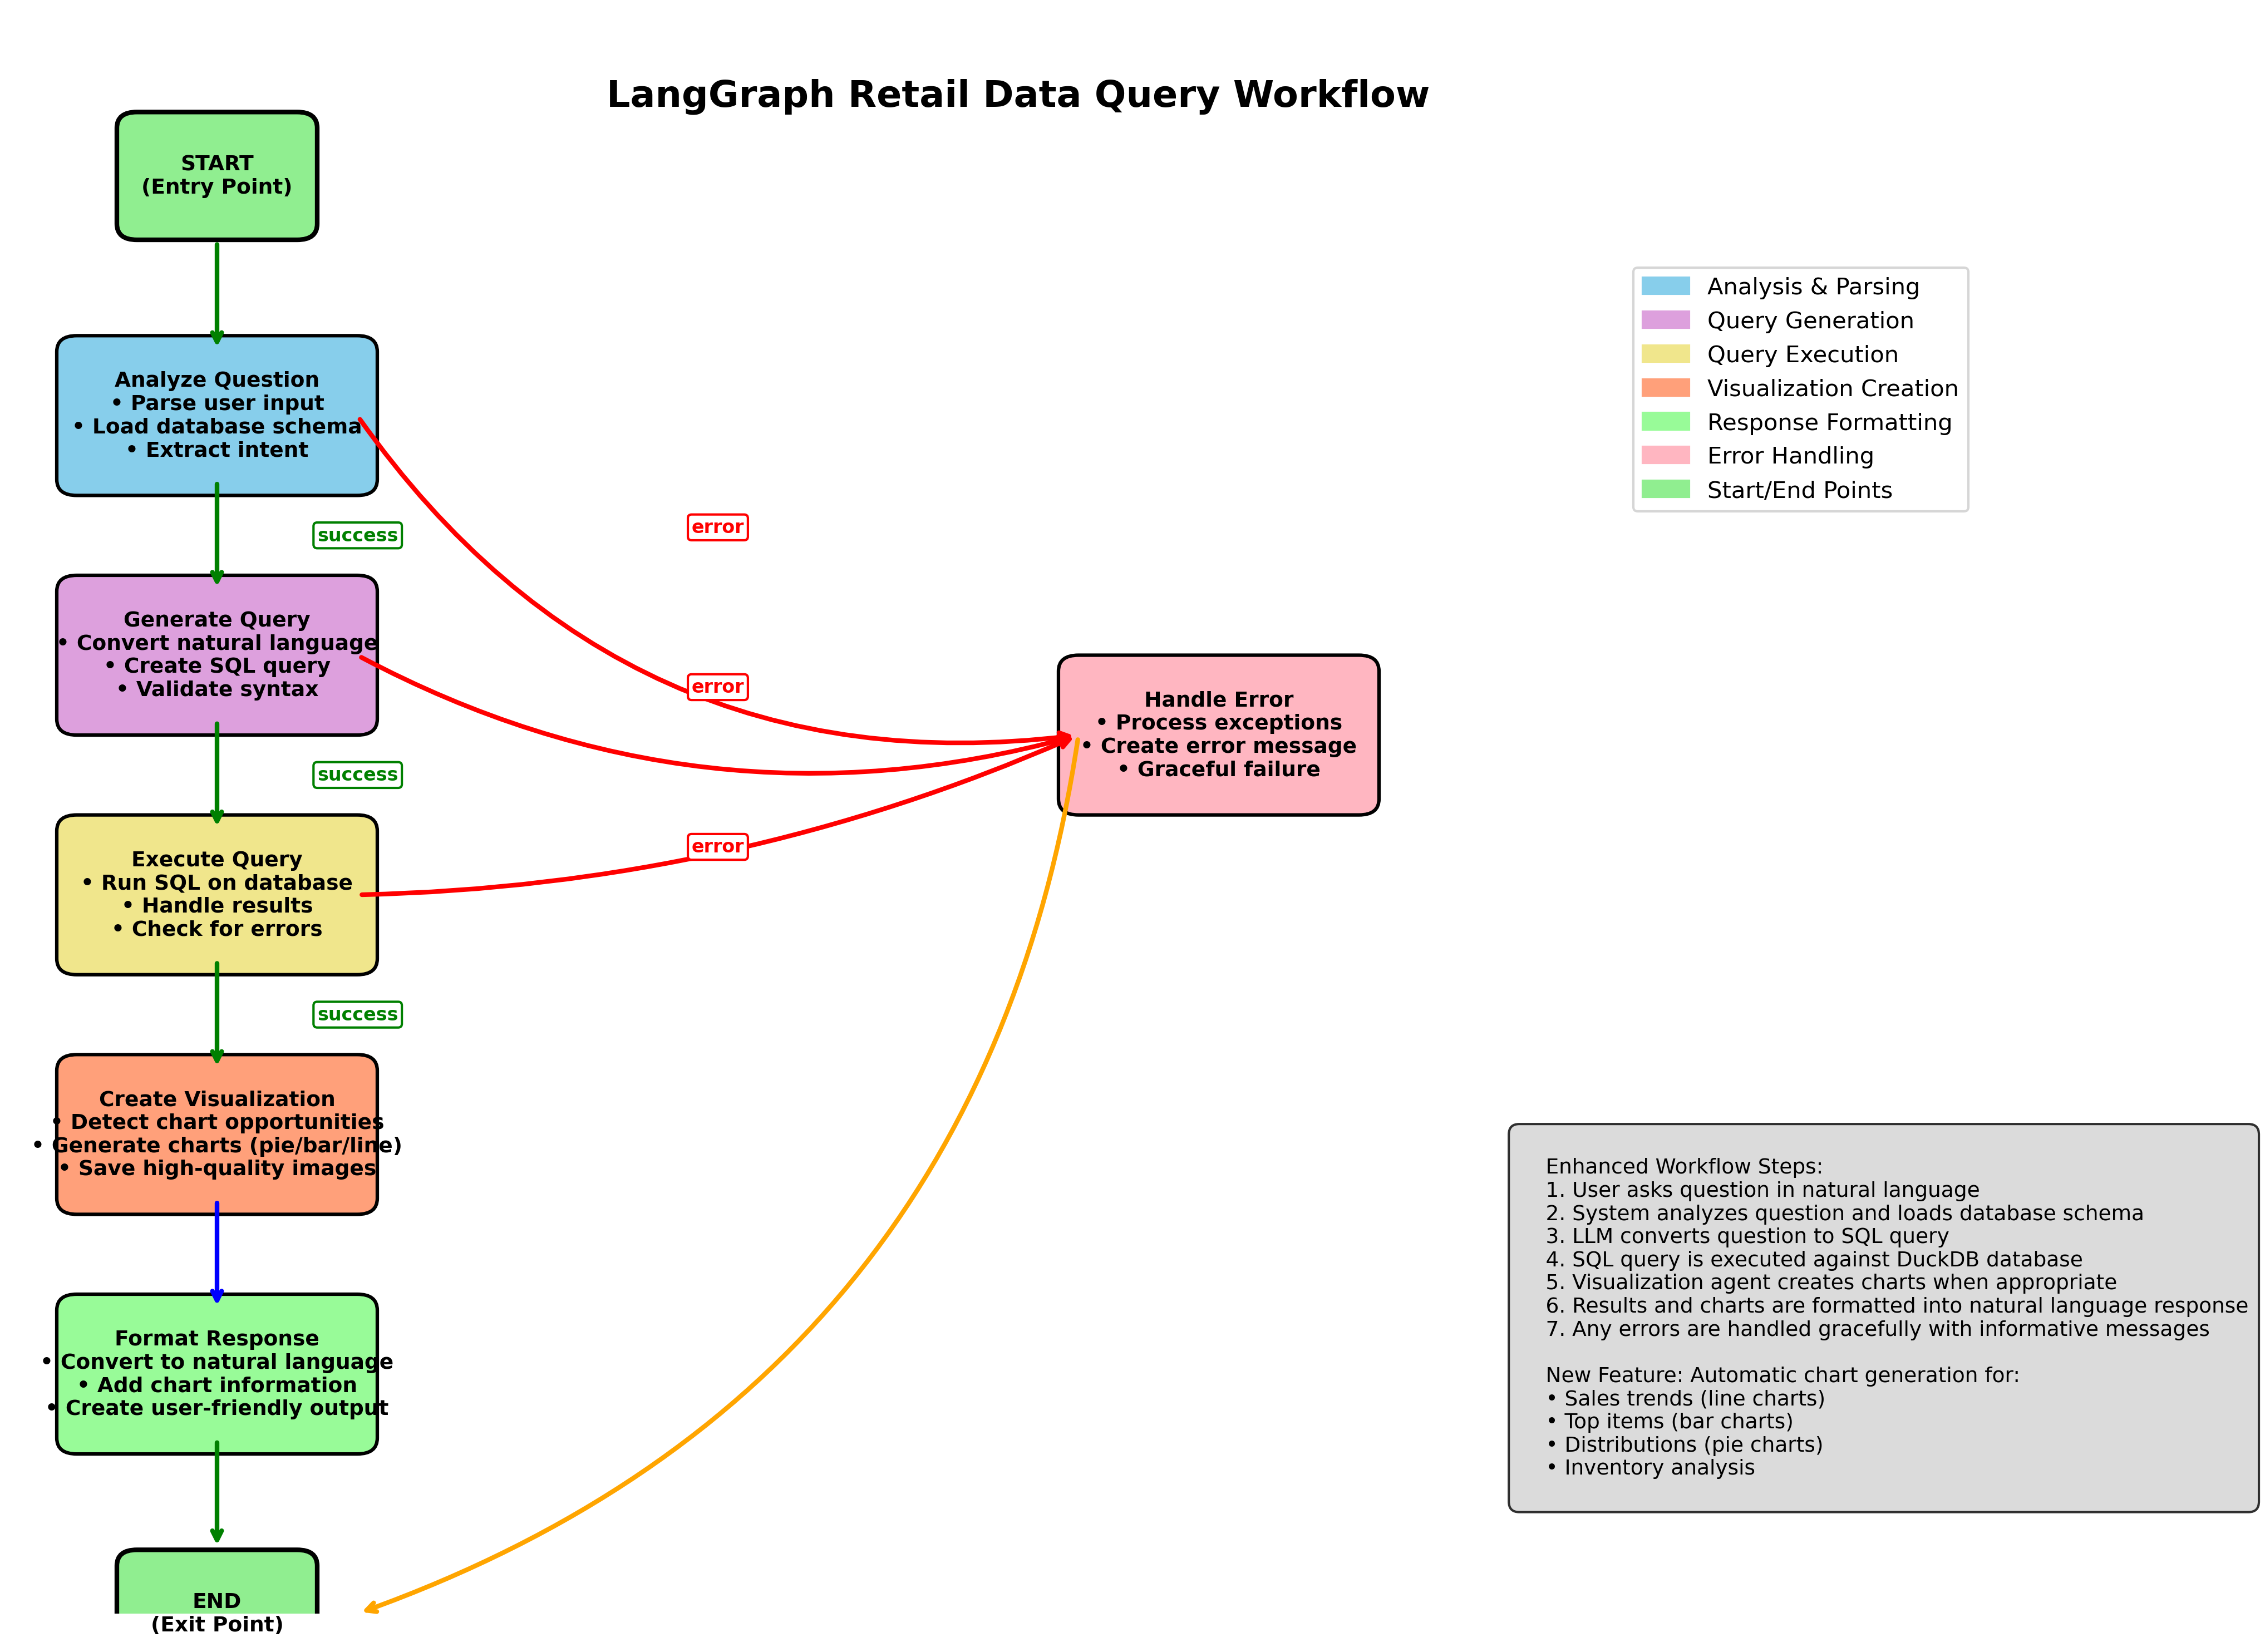 LangGraph Retail Data Query Workflow
START
(Entry Point)
Analyze Question
• Parse user input
• Load database schema
• Extract intent
success
Generate Query
• Convert natural language
• Create SQL query
• Validate syntax
success
Execute Query
• Run SQL on database
• Handle results
• Check for errors
success
Create Visualization
• Detect chart opportunities
• Generate charts (pie/bar/line)
• Save high-quality images
Format Response
• Convert to natural language
• Add chart information
• Create user-friendly output
END
(Exit Point)
error
error
error
Handle Error
• Process exceptions
• Create error message
• Graceful failure
Analysis & Parsing
Query Generation
Query Execution
Visualization Creation
Response Formatting
Error Handling
Start/End Points
Enhanced Workflow Steps:
1. User asks question in natural language
2. System analyzes question and loads database schema
3. LLM converts question to SQL query
4. SQL query is executed against DuckDB database
5. Visualization agent creates charts when appropriate
6. Results and charts are formatted into natural language response
7. Any errors are handled gracefully with informative messages
New Feature: Automatic chart generation for:
• Sales trends (line charts)
• Top items (bar charts)
• Distributions (pie charts)
• Inventory analysis